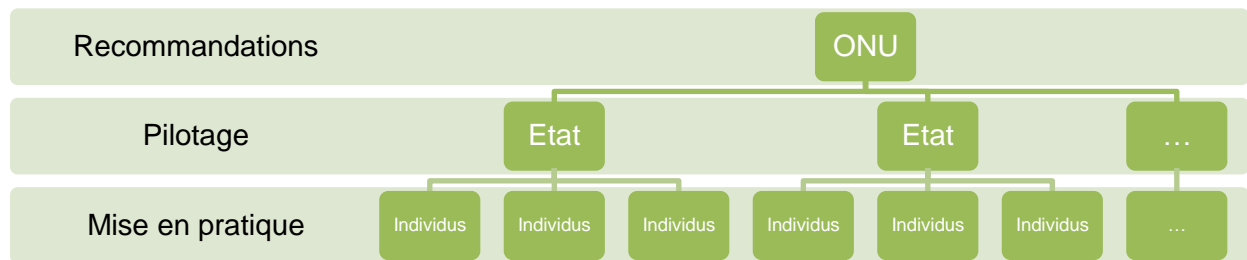 Recommandations
ONU
Pilotage
Etat
Etat
…
Mise en pratique
Individus
Individus
Individus
Individus
Individus
Individus
…